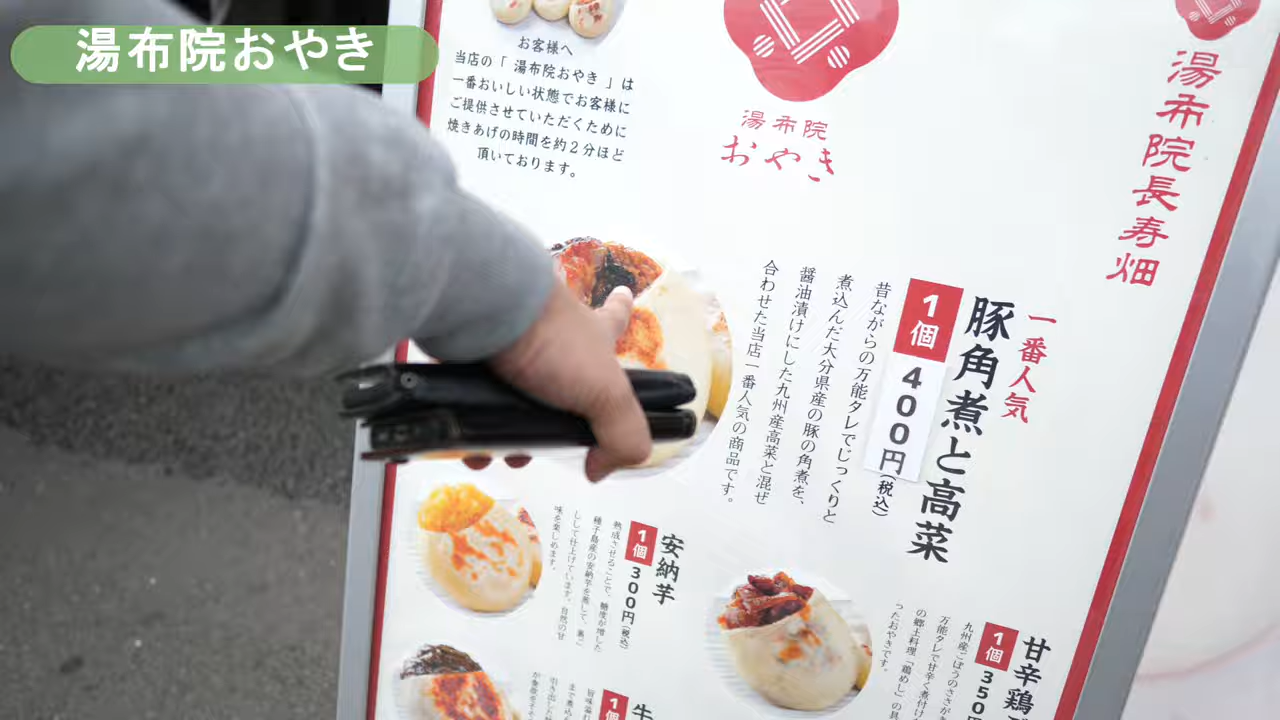 湯布院おやき
お客様へ
当店の「 湯布院おやき 」は
一番おいしい状態でお客様に
ご提供させていただくために
焼きあげの時間を約2分ほど
頂いております。
湯布院
おやき
湯布院長寿畑
一番人気
豚角煮と高菜
1個
400円(税込)
昔ながらの万能タレでじっくりと
煮込んだ大分県産の豚の角煮を、
醤油漬けにした九州産高菜と混ぜ
合わせた当店一番人気の商品です。
安納芋
1個
300円(税込)
熟成させることで、糖度が増した
種子島産の安納芋を蒸して、裏ご
しして仕上げています。自然の甘
味を楽しめます。
甘辛鶏
1個
350円
九州産ごぼうのささが
万能タレで甘辛く煮付け
の郷土料理「鶏めし」の具
ったおやきです。
牛
1個